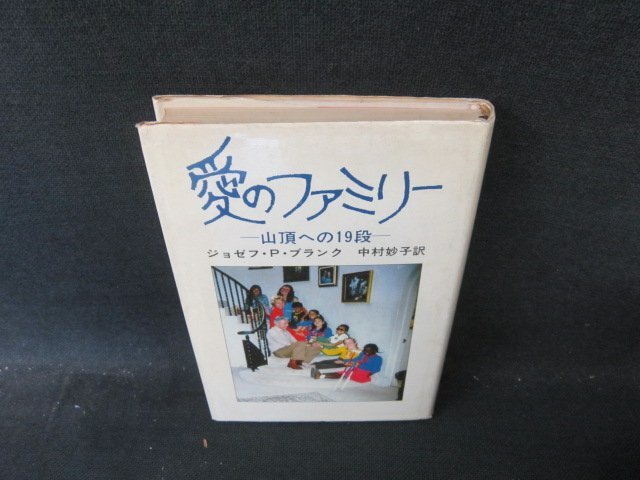 愛のファミリー
―山頂への19段―
ジョゼフ・P・ブランク 中村妙子訳